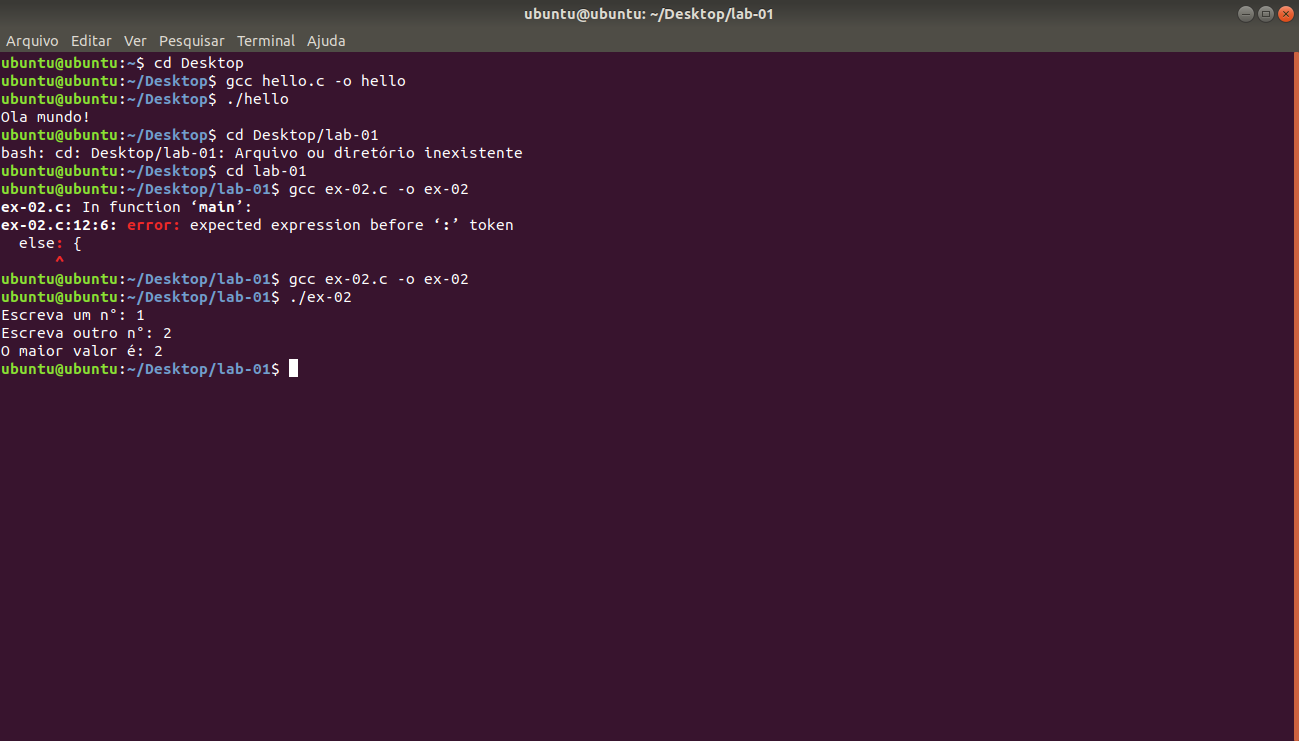 ubuntu@ubuntu: ~/Desktop/lab-01
Arquivo Editar Ver Pesquisar Terminal Ajuda
ubuntu@ubuntu:~$ cd Desktop
ubuntu@ubuntu:~/Desktop$ gcc hello.c -o hello
ubuntu@ubuntu:~/Desktop$ ./hello
Ola mundo!
ubuntu@ubuntu:~/Desktop$ cd Desktop/lab-01
bash: cd: Desktop/lab-01: Arquivo ou diretório inexistente
ubuntu@ubuntu:~/Desktop$ cd lab-01
ubuntu@ubuntu:~/Desktop/lab-01$ gcc ex-02.c -o ex-02
ex-02.c: In function ‘main’:
ex-02.c:12:6: error: expected expression before ‘:’ token
  else: {
      ^
ubuntu@ubuntu:~/Desktop/lab-01$ gcc ex-02.c -o ex-02
ubuntu@ubuntu:~/Desktop/lab-01$ ./ex-02
Escreva um n°: 1
Escreva outro n°: 2
O maior valor é: 2
ubuntu@ubuntu:~/Desktop/lab-01$